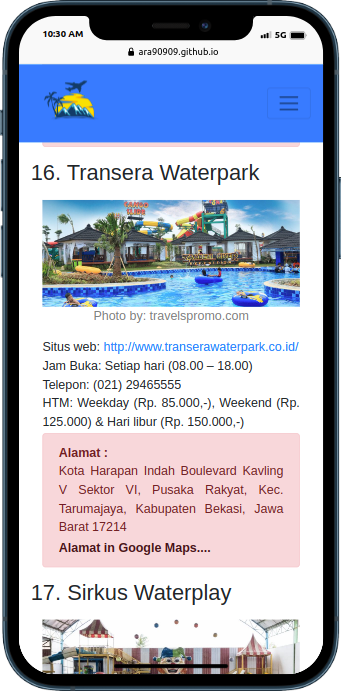 10:30 AM
5G
ara90909.github.io
16. Transera Waterpark
Photo by: travelspromo.com
Situs web: http://www.transerawaterpark.co.id/
Jam Buka: Setiap hari (08.00 – 18.00)
Telepon: (021) 29465555
HTM: Weekday (Rp. 85.000,-), Weekend (Rp.
125.000) & Hari libur (Rp. 150.000,-)
Alamat :
Kota Harapan Indah Boulevard Kavling
V Sektor VI, Pusaka Rakyat, Kec.
Tarumajaya, Kabupaten Bekasi, Jawa
Barat 17214
Alamat in Google Maps....
17. Sirkus Waterplay